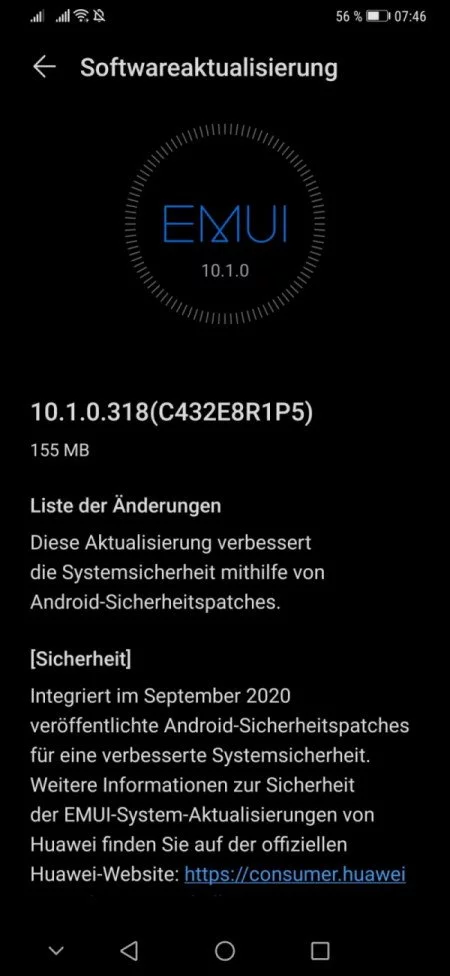 56 % 07:46
Softwareaktualisierung
EMUI
10.1.0
10.1.0.318(C432E8R1P5)
155 MB
Liste der Änderungen
Diese Aktualisierung verbessert
die Systemsicherheit mithilfe von
Android-Sicherheitspatches.
[Sicherheit]
Integriert im September 2020
veröffentlichte Android-Sicherheitspatches
für eine verbesserte Systemsicherheit.
Weitere Informationen zur Sicherheit
der EMUI-System-Aktualisierungen von
Huawei finden Sie auf der offiziellen
Huawei-Website: https://consumer.huawei